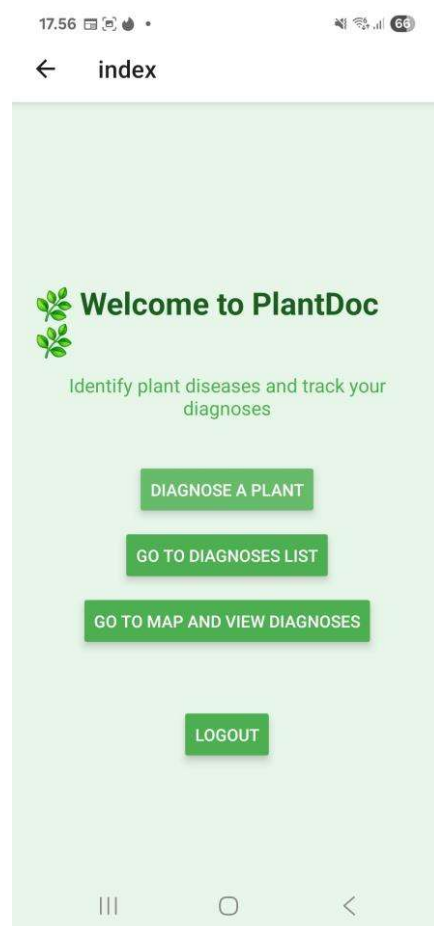 17.56
66
index
Welcome to PlantDoc
Identify plant diseases and track your
diagnoses
DIAGNOSE A PLANT
GO TO DIAGNOSES LIST
GO TO MAP AND VIEW DIAGNOSES
LOGOUT